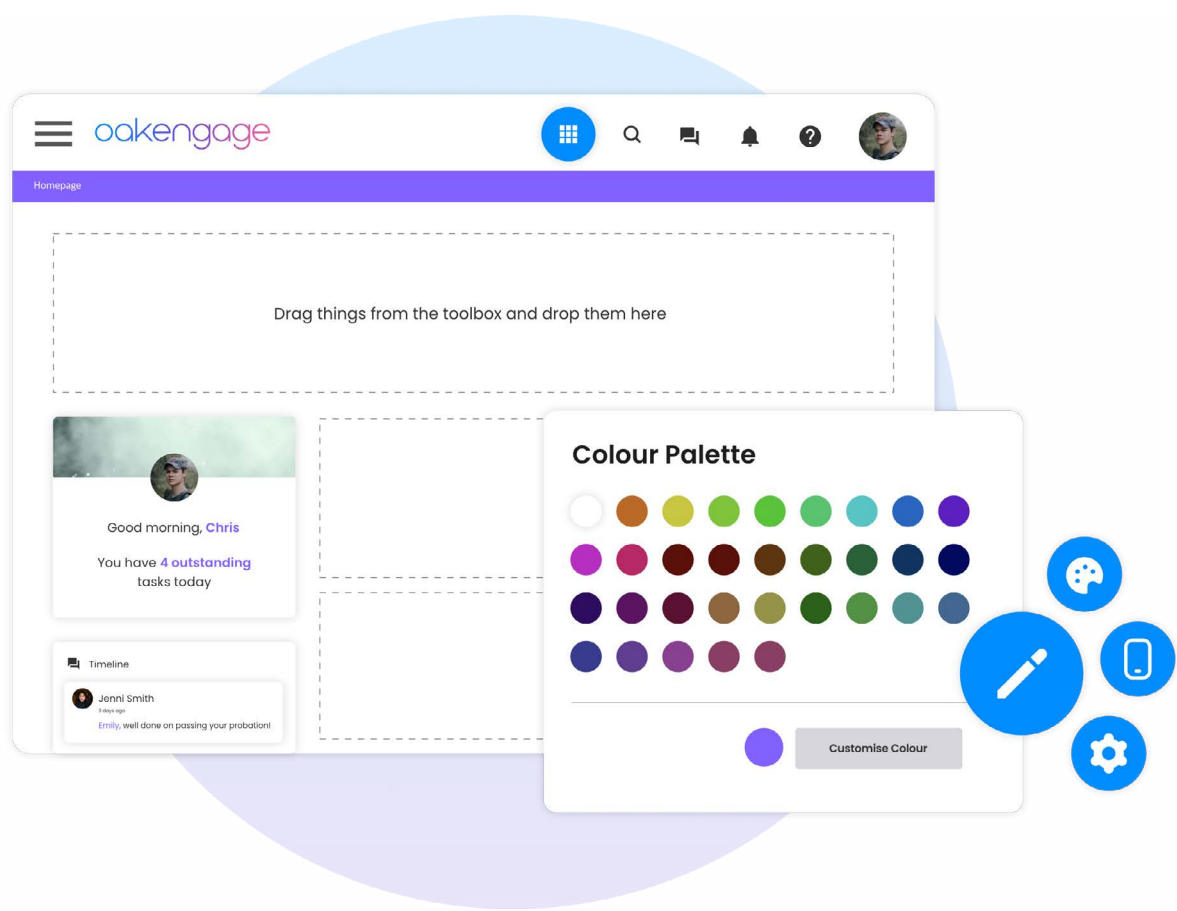 oakengage
Homepage
Drag things from the toolbox and drop them here
Good morning, Chris
You have 4 outstanding
tasks today
Timeline
Jenni Smith
3 days ago
Emily, well done on passing your probation!
Colour Palette
Customise Colour